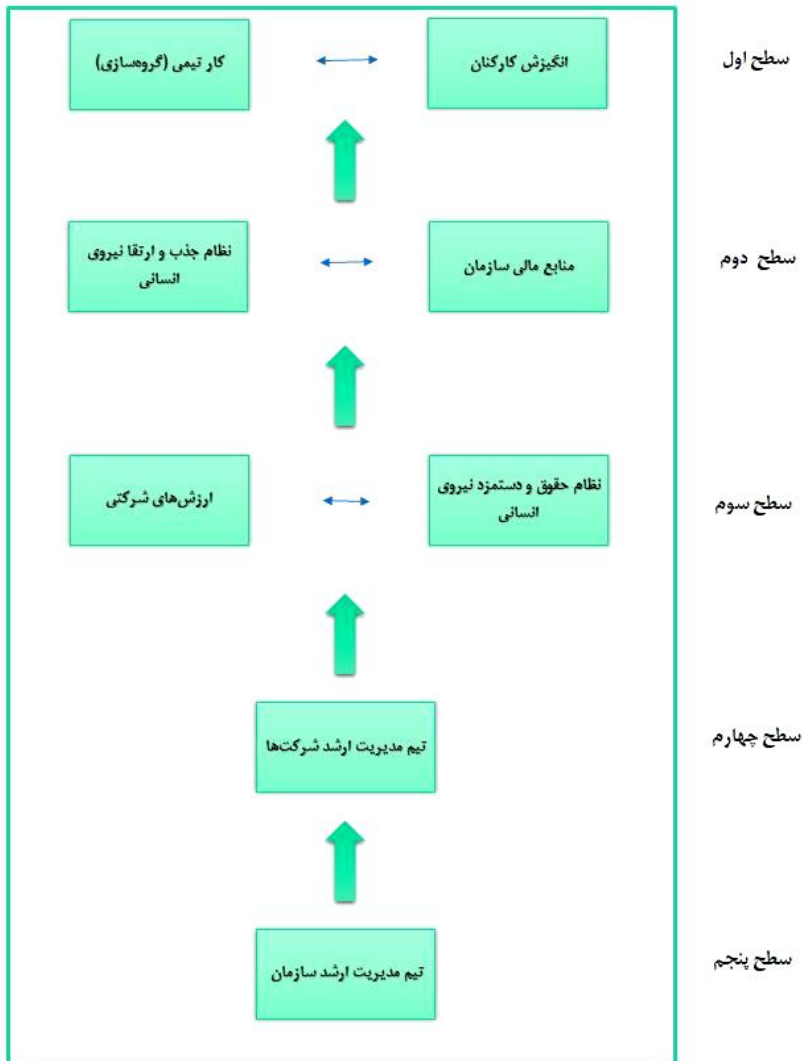 سطح اول
انگیزش کارکنان
کار تیمی (گروه‌سازی)
سطح دوم
منابع مالی سازمان
نظام جذب و ارتقا نیروی
انسانی
سطح سوم
نظام حقوق و دستمزد نیروی
انسانی
ارزش‌های شرکتی
سطح چهارم
تیم مدیریت ارشد شرکت‌ها
سطح پنجم
تیم مدیریت ارشد سازمان